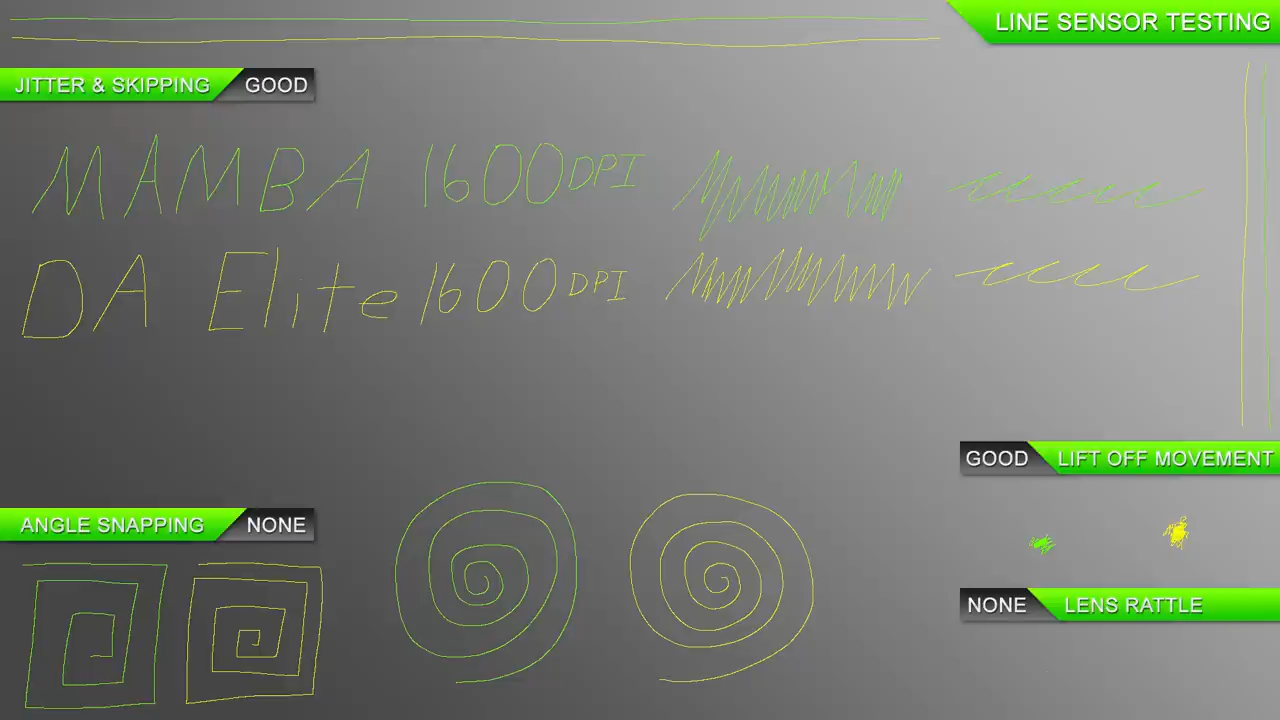 LINE SENSOR TESTING
JITTER & SKIPPING GOOD
MAMBA 1600DPI
DA Elite 1600DPI
GOOD LIFT OFF MOVEMENT
ANGLE SNAPPING NONE
NONE LENS RATTLE